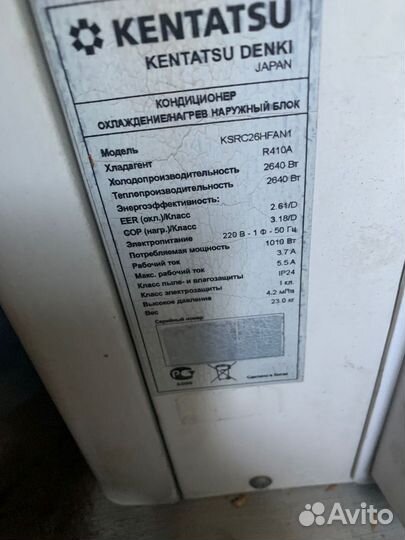 KENTATSU
KENTATSU DENKI
JAPAN
КОНДИЦИОНЕР
ОХЛАЖДЕНИЕ/НАГРЕВ НАРУЖНЫЙ БЛОК
Модель KSRC26HFAN1
Хладагент R410A
Холодопроизводительность 2640 Вт
Теплопроизводительность 2640 Вт
Энергоэффективность:
EER (охл.)/Класс 2.61/D
COP (нагр.)/Класс 3.18/D
Электропитание 220 В - 1 Ф - 50 Гц
Потребляемая мощность 1010 Вт
Рабочий ток 3.7 А
Макс. рабочий ток 5.5 А
Класс пыле- и влагозащиты IP24
Класс электрозащиты I кл.
Высокое давление 4.2 мПа
Вес 23.0 кг
Серийный номер
Сделано в Китае
Avito